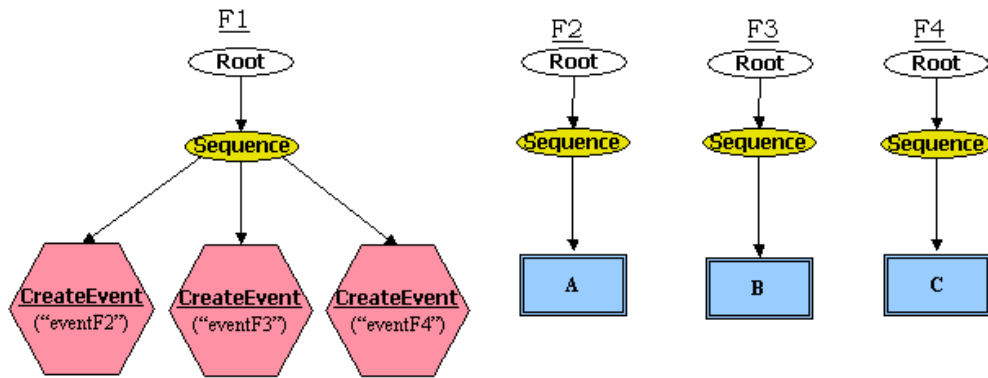 F1
Root
Sequence
CreateEvent
(“eventF2”)
CreateEvent
(“eventF3”)
CreateEvent
(“eventF4”)
F2
Root
Sequence
A
F3
Root
Sequence
B
F4
Root
Sequence
C